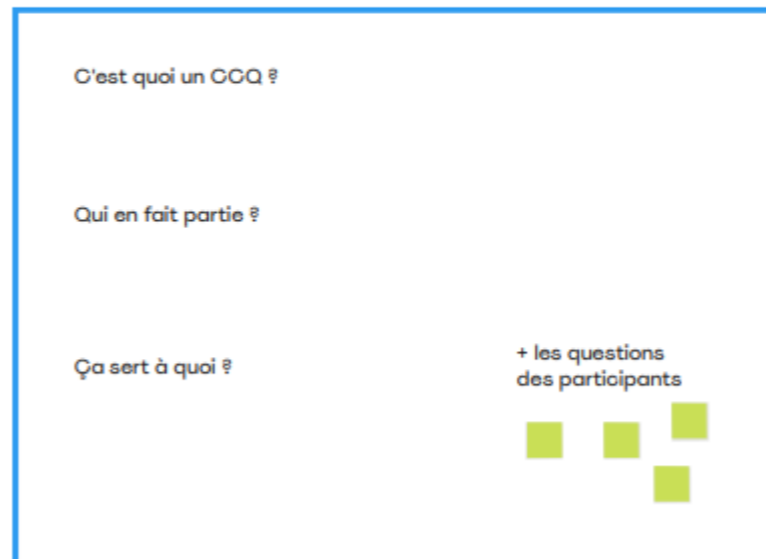 C'est quoi un CCQ ?
Qui en fait partie ?
Ça sert à quoi ?
+ les questions
des participants